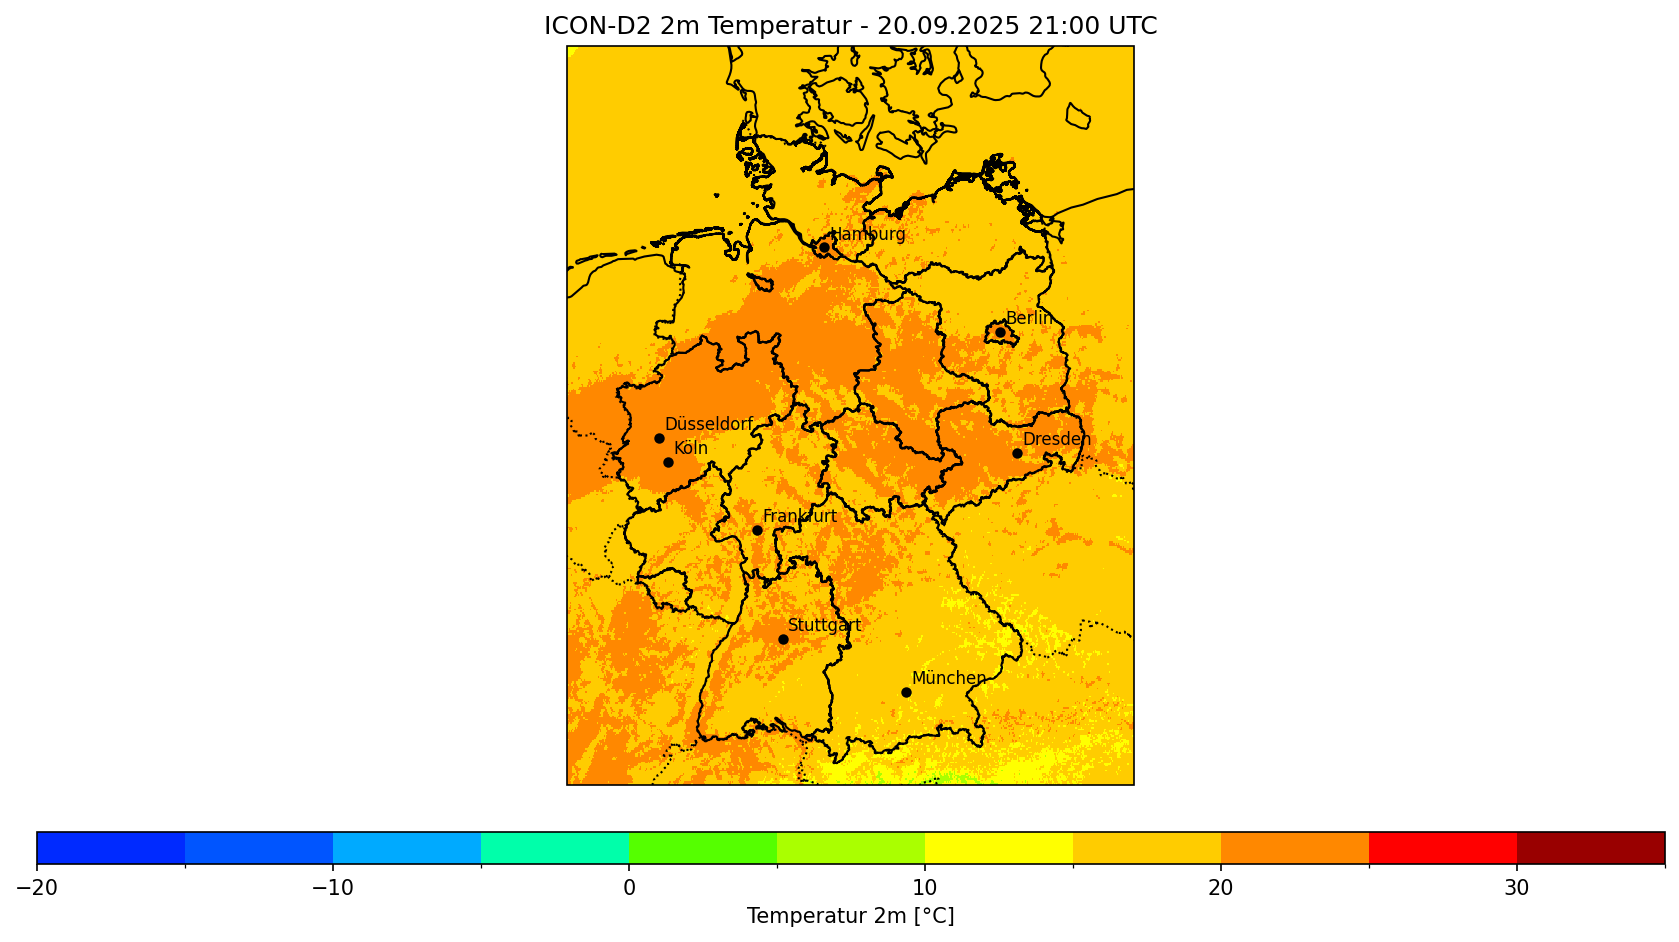 ICON-D2 2m Temperatur - 20.09.2025 21:00 UTC
Hamburg
Berlin
Düsseldorf
Köln
Dresden
Frankfurt
Stuttgart
München
−20 −10 0 10 20 30
Temperatur 2m [°C]